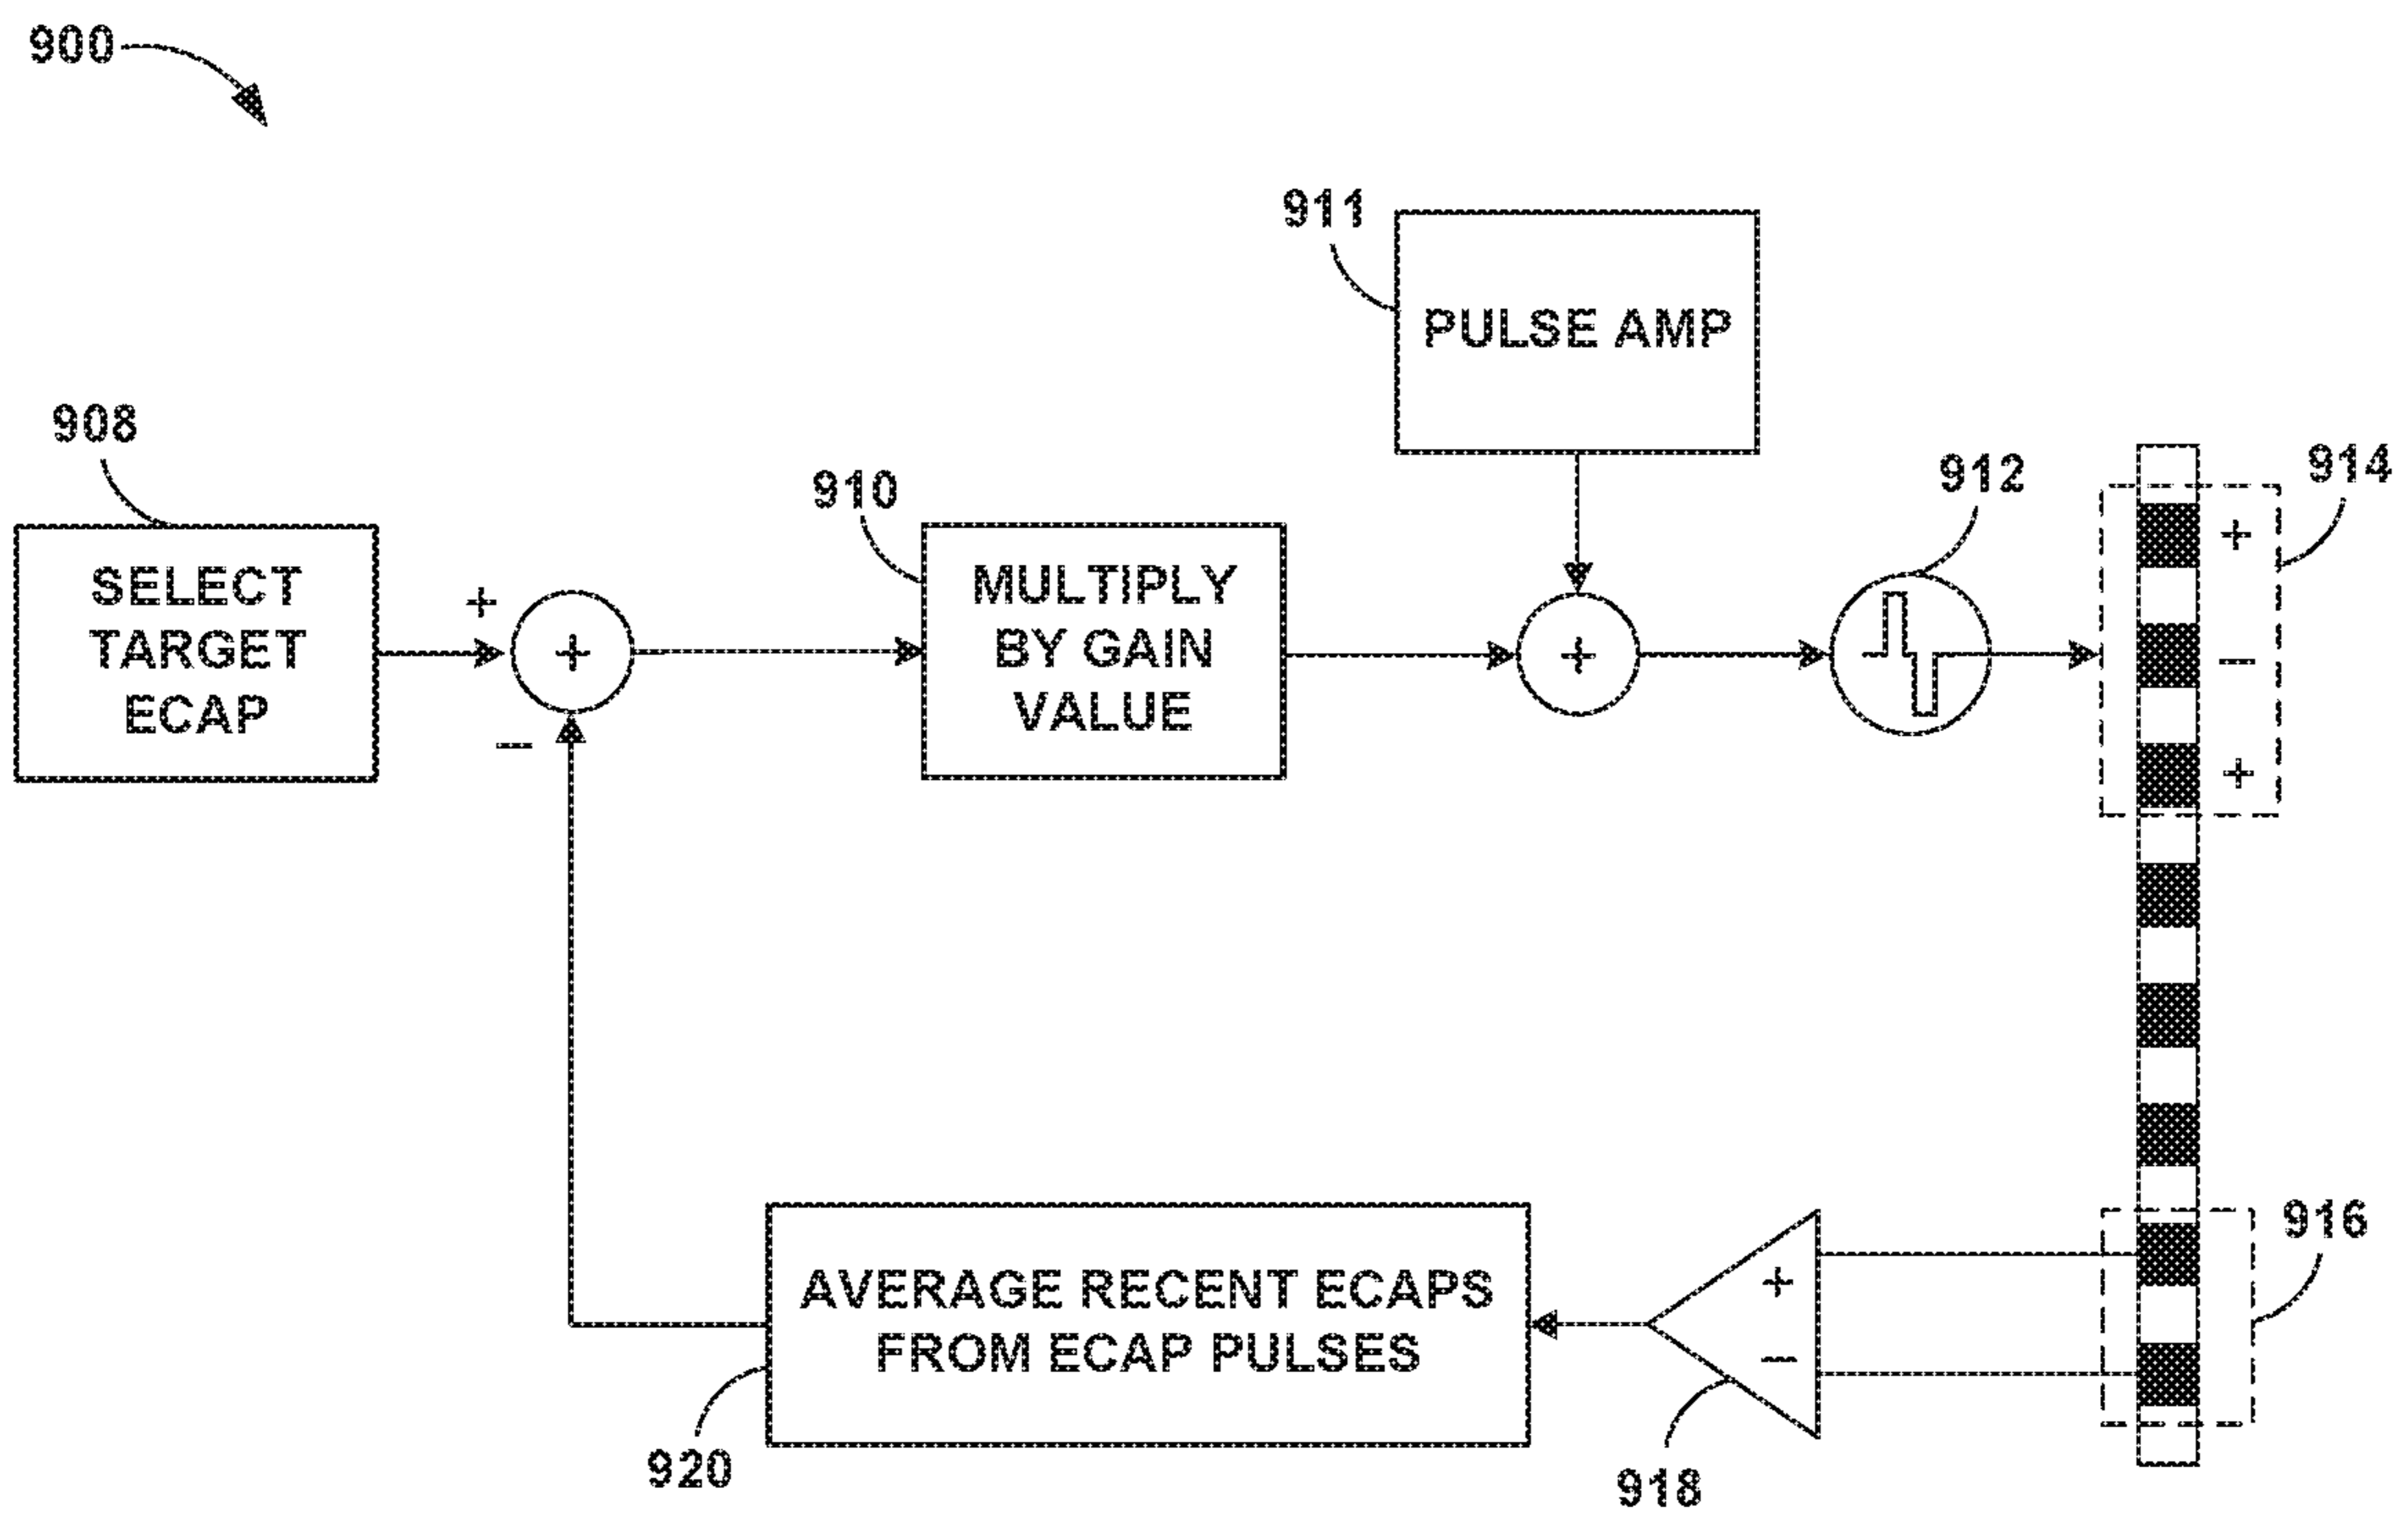 900
911
PULSE AMP
908
910
912
914
SELECT
TARGET
ECAP
+
−
+
MULTIPLY
BY GAIN
VALUE
+
+
−
+
916
AVERAGE RECENT ECAPS
FROM ECAP PULSES
+
−
920
918